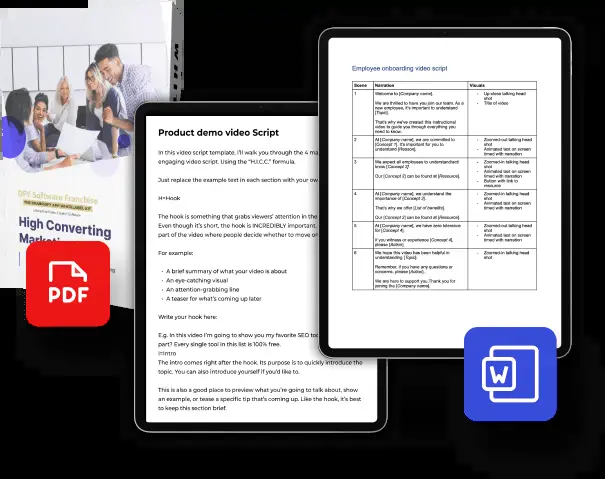 DPF Software Franchise
High Converting
PDF
Product demo video Script
In this video script template, I'll walk you through the 4 ma
engaging video script. Using the "H.I.C.C." formula.
Just replace the example text in each section with your ow
H=Hook
The hook is something that grabs viewers' attention in the
Even though it's short, the hook is INCREDIBLY important.
part of the video where people decide whether to move on
For example:
- A brief summary of what your video is about
- An eye-catching visual
- An attention-grabbing line
- A teaser for what's coming up later
Write your hook here:
E.g. In this video I'm going to show you my favorite SEO too
part? Every single tool in this list is 100% free.
I=Intro
The intro comes right after the hook. Its purpose is to quickly introduce the
topic. You can also introduce yourself if you'd like to.
This is also a good place to preview what you're going to talk about, show
an example, or tease a specific tip that's coming up. Like the hook, it's best
to keep this section brief.
Employee onboarding video script
Scene Narration Visuals
1 Welcome to [Company name]. - Up close talking head
shot
- Title of video
We are thrilled to have you join our team. As a
new employee, it's important to understand
[Topic].
That's why we've created this instructional
video to guide you through everything you
need to know.
2 At [Company name], we are committed to
[Concept 1]. It's important for you to
understand [Reason].
- Zoomed-out talking head
shot
- Animated text on screen
timed with narration
3 We expect all employees to understand/and
know [Concept 2]
Our [Concept 2] can be found at [Resource].
- Zoomed-in talking head
shot
- Animated text on screen
timed with narration
- Button with link to
resource
4 At [Company name], we understand the
importance of [Concept 3].
That's why we offer [List of benefits].
Our [Concept 3] can be found at [Resource].
- Zoomed-in talking head
shot
- Animated text on screen
timed with narration
5 At [Company name], we have zero tolerance
for [Concept 4].
If you witness or experience [Concept 4],
please [Action].
- Zoomed-out talking head
shot
- Animated text on screen
timed with narration
6 We hope this video has been helpful in
understanding [Topic].
Remember, if you have any questions or
concerns, please [Action].
We are here to support you. Thank you for
joining the [Company name].
- Zoomed-in talking head
shot
W